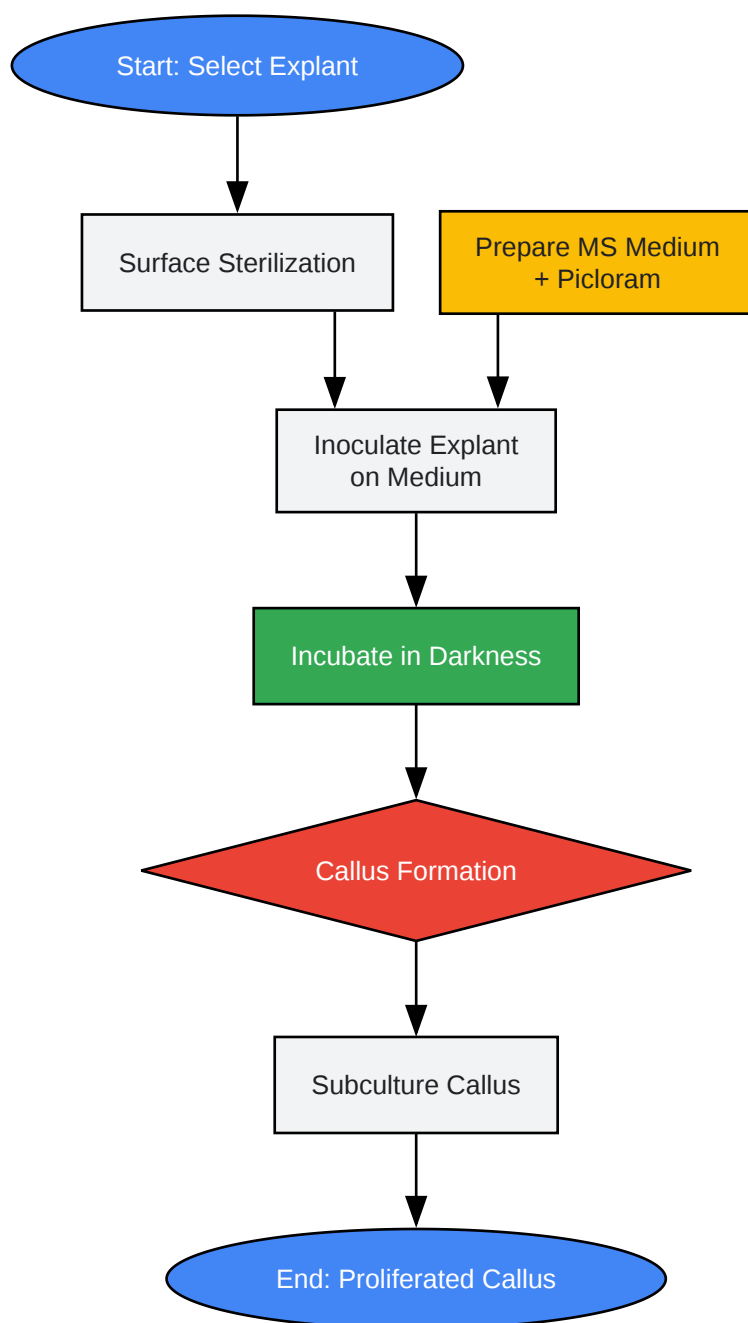 Start: Select Explant
Surface Sterilization
Prepare MS Medium
+ Picloram
Inoculate Explant
on Medium
Incubate in Darkness
Callus Formation
Subculture Callus
End: Proliferated Callus